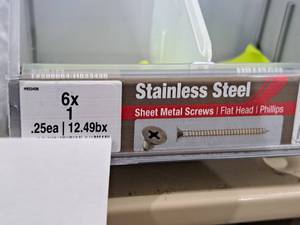 6x
1
.25ea | 12.49bx
Stainless Steel
Sheet Metal Screws | Flat Head | Phillips